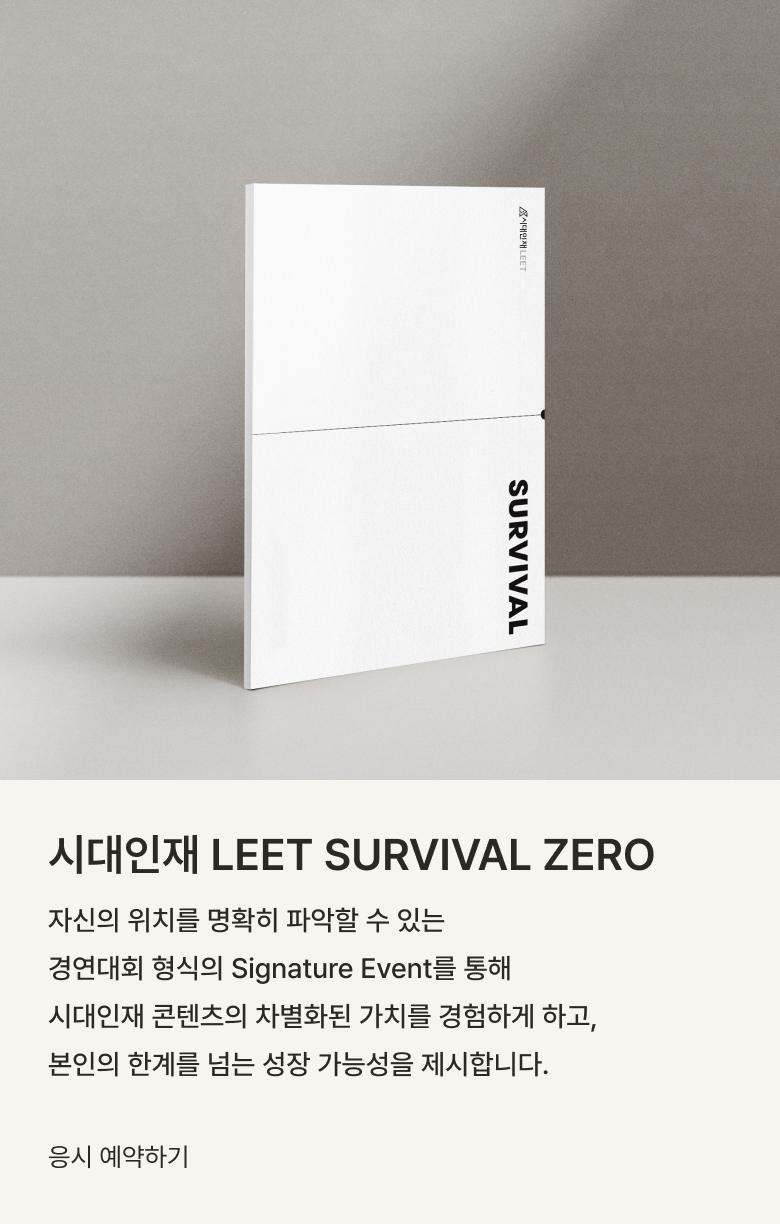 시대인재 LEET
SURVIVAL
시대인재 LEET SURVIVAL ZERO
자신의 위치를 명확히 파악할 수 있는
경연대회 형식의 Signature Event를 통해
시대인재 콘텐츠의 차별화된 가치를 경험하게 하고,
본인의 한계를 넘는 성장 가능성을 제시합니다.
응시 예약하기